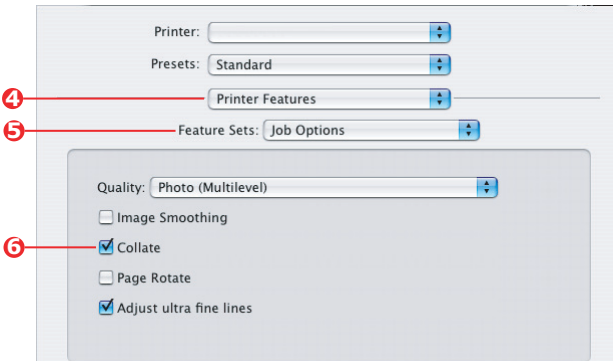 Printer:
Presets: Standard
4 Printer Features
5 Feature Sets: Job Options
Quality: Photo (Multilevel)
Image Smoothing
6 Collate
Page Rotate
Adjust ultra fine lines